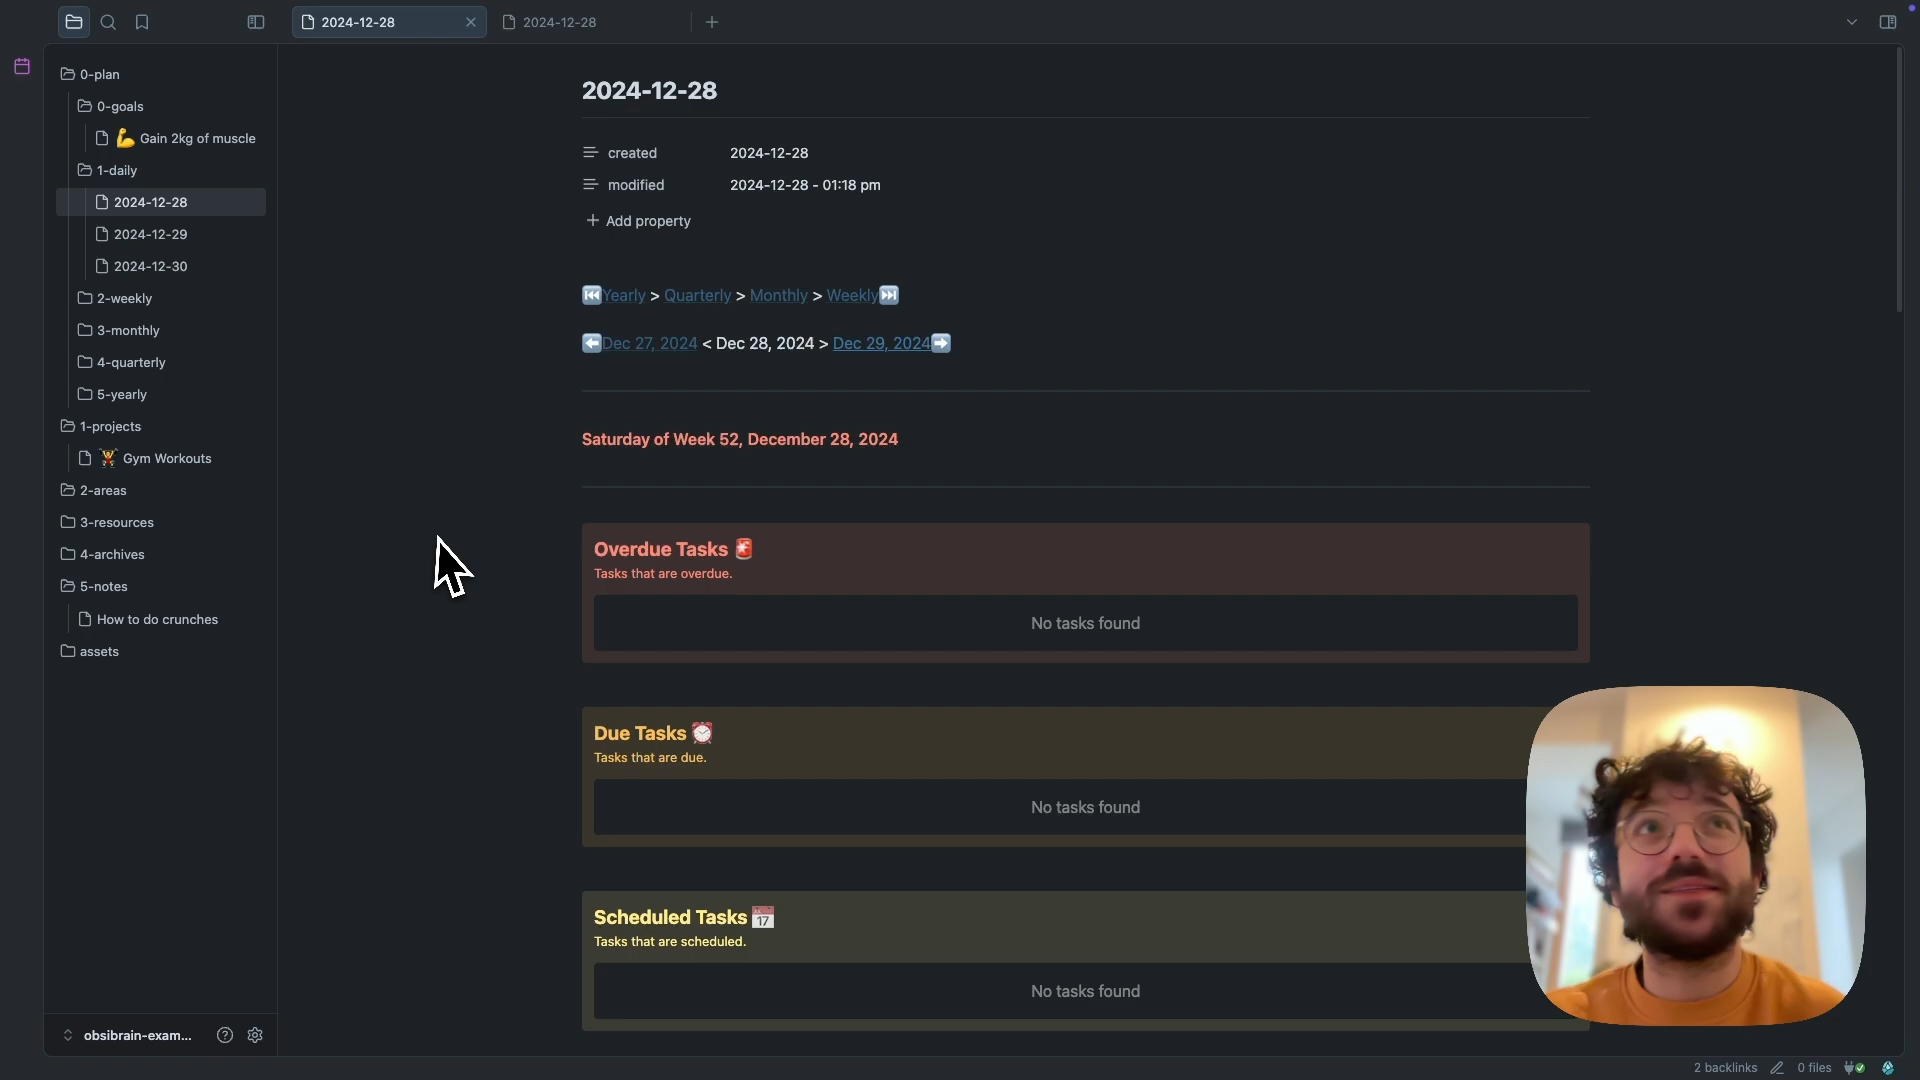 2024-12-28
2024-12-28
0-plan
0-goals
💪 Gain 2kg of muscle
1-daily
2024-12-28
2024-12-29
2024-12-30
2-weekly
3-monthly
4-quarterly
5-yearly
1-projects
🏋️ Gym Workouts
2-areas
3-resources
4-archives
5-notes
How to do crunches
assets
obsibrain-exam...
2024-12-28
created 2024-12-28
modified 2024-12-28 - 01:18 pm
+ Add property
⏮️Yearly > Quarterly > Monthly > Weekly⏭️
⬅️Dec 27, 2024 < Dec 28, 2024 > Dec 29, 2024➡️
Saturday of Week 52, December 28, 2024
Overdue Tasks 🚨
Tasks that are overdue.
No tasks found
Due Tasks ⏰
Tasks that are due.
No tasks found
Scheduled Tasks 📅
Tasks that are scheduled.
No tasks found
2 backlinks 0 files